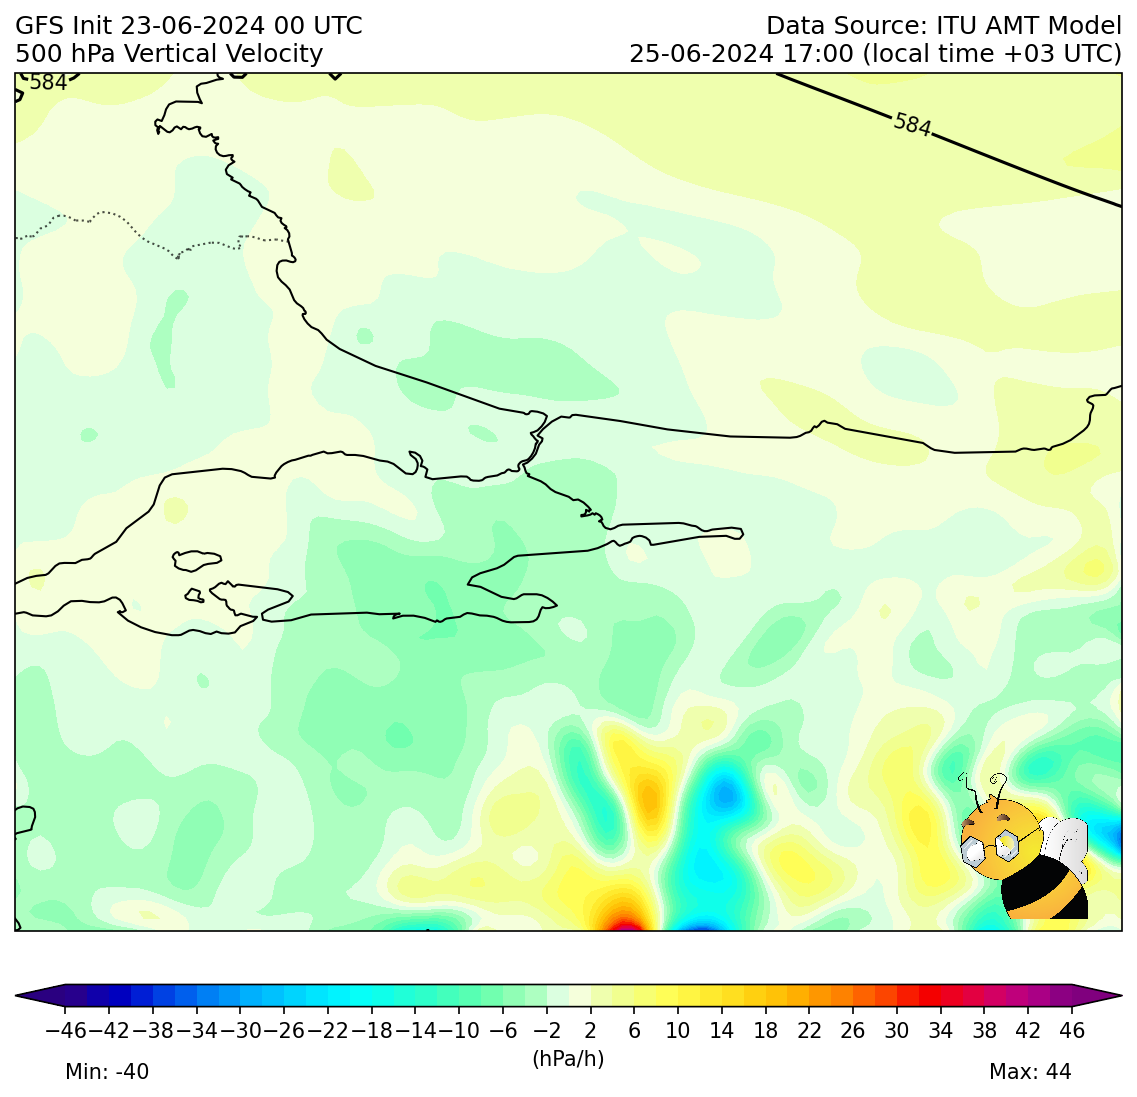 GFS Init 23-06-2024 00 UTC
Data Source: ITU AMT Model
500 hPa Vertical Velocity
25-06-2024 17:00 (local time +03 UTC)
584
584
−46 −42 −38 −34 −30 −26 −22 −18 −14 −10 −6 −2 2 6 10 14 18 22 26 30 34 38 42 46
(hPa/h)
Min: -40
Max: 44